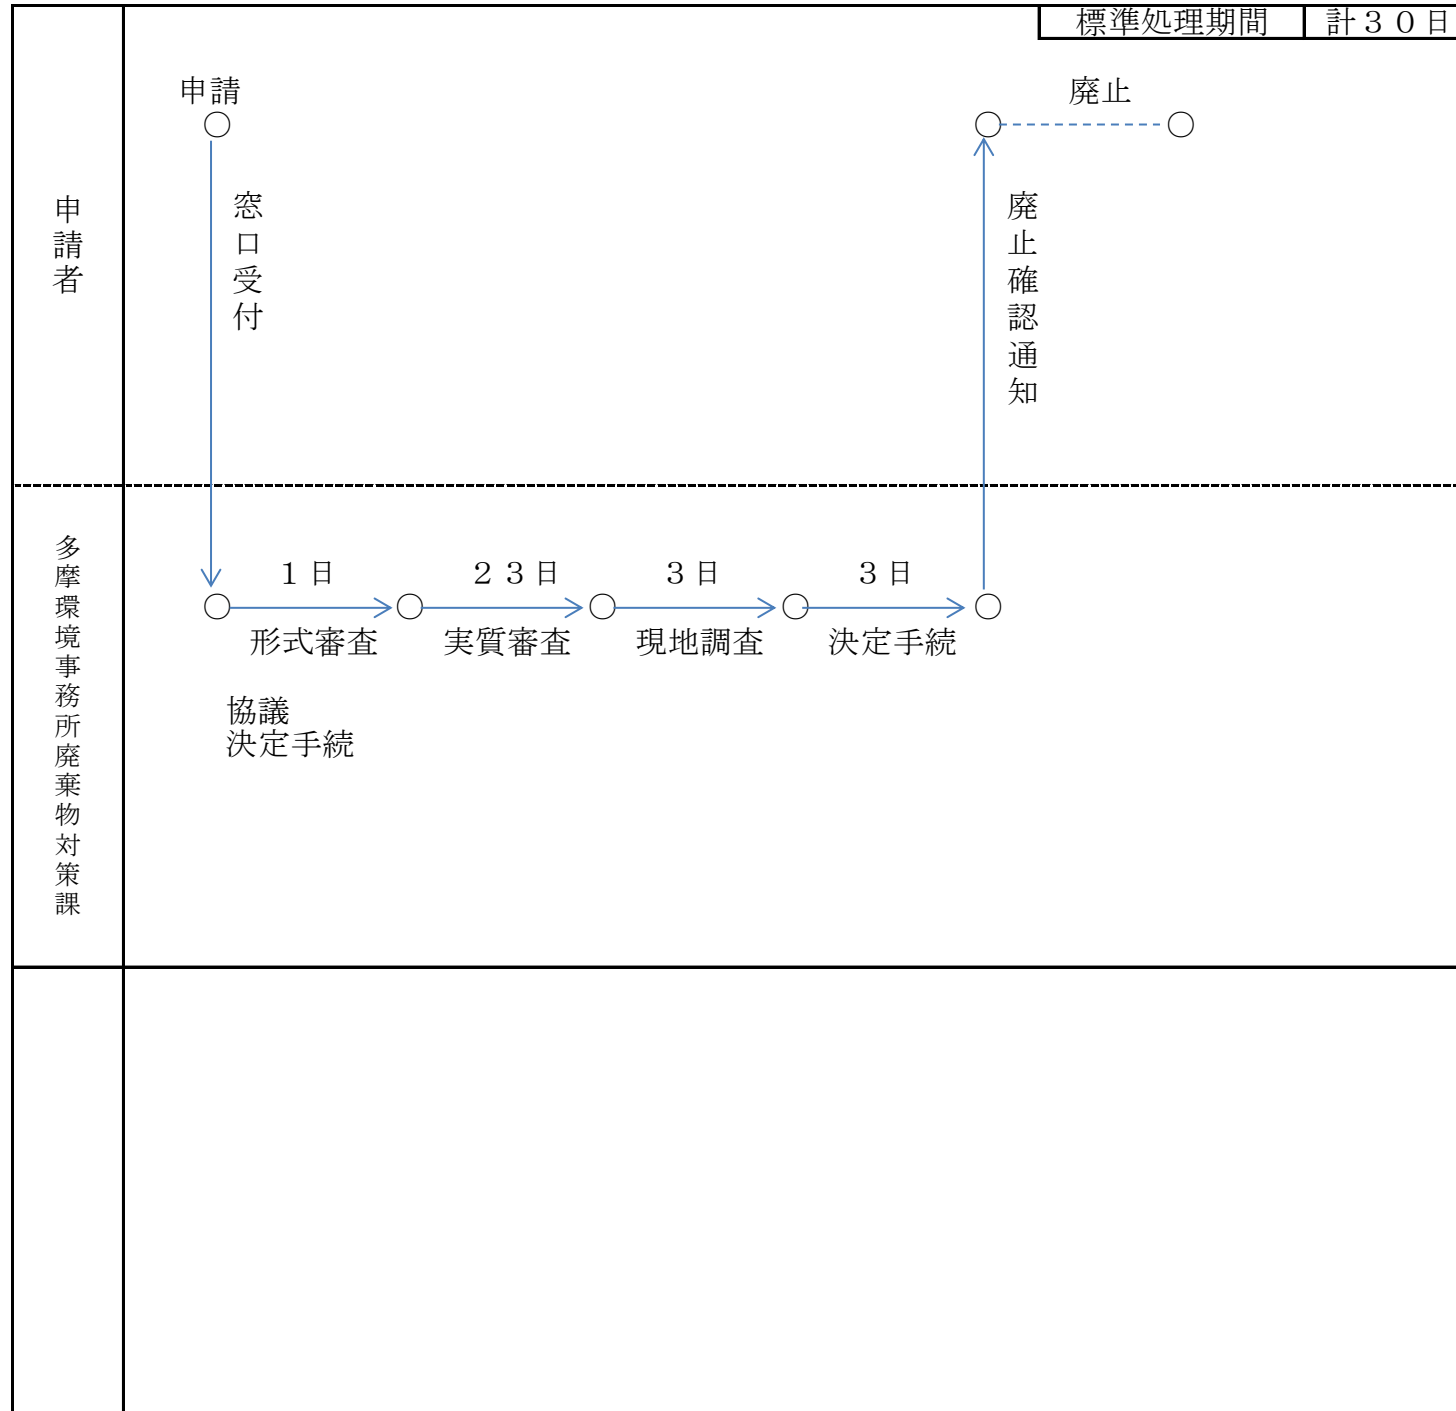 標準処理期間 計３０日
申請
廃止
申請者
窓口受付
廃止確認通知
多摩環境事務所廃棄物対策課
１日 ２３日 ３日 ３日
形式審査 実質審査 現地調査 決定手続
協議
決定手続